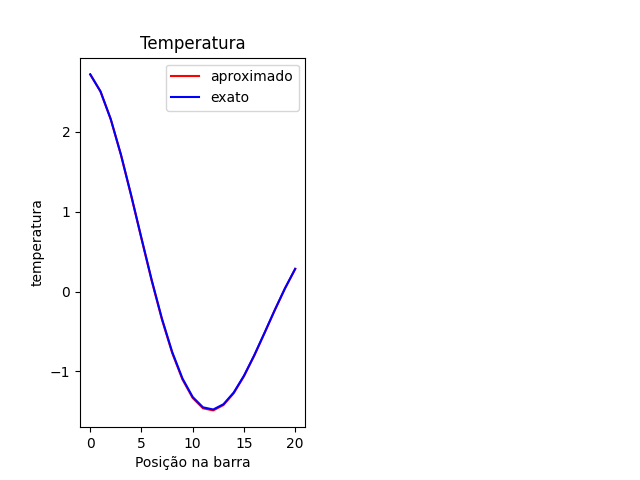 Temperatura
aproximado
exato
temperatura
2
1
0
−1
0 5 10 15 20
Posição na barra